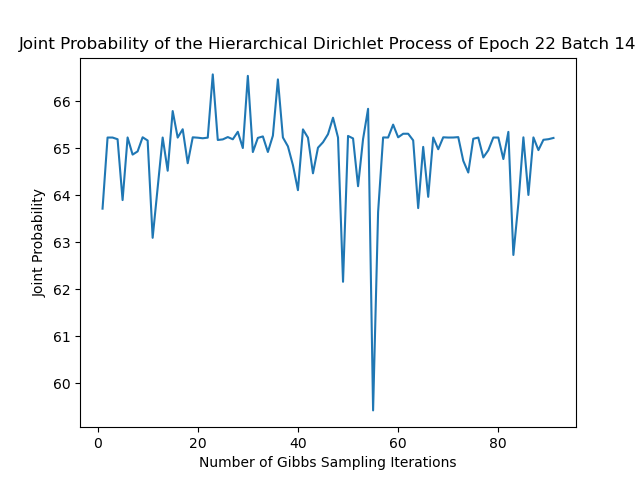 Joint Probability of the Hierarchical Dirichlet Process of Epoch 22 Batch 14
66
65
64
63
62
61
60
Joint Probability
0 20 40 60 80
Number of Gibbs Sampling Iterations